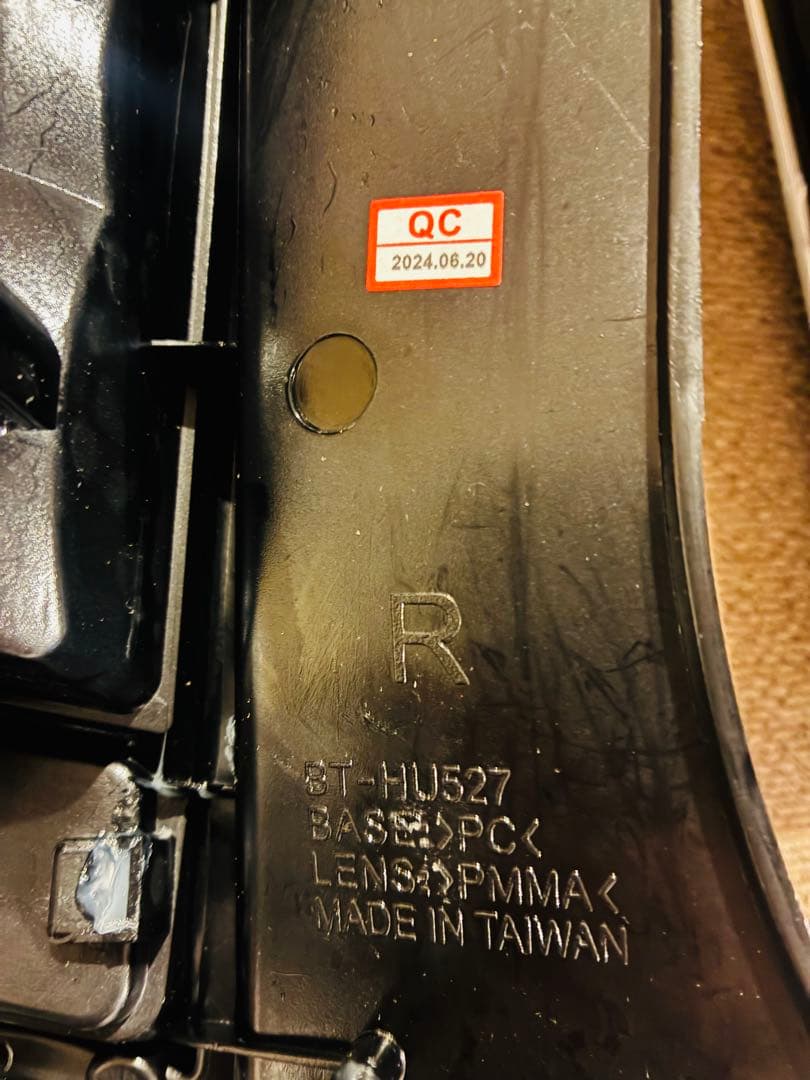 QC
2024.06.20
R
BT-HU527
BASE:>PC<
LENS:>PMMA<
MADE IN TAIWAN